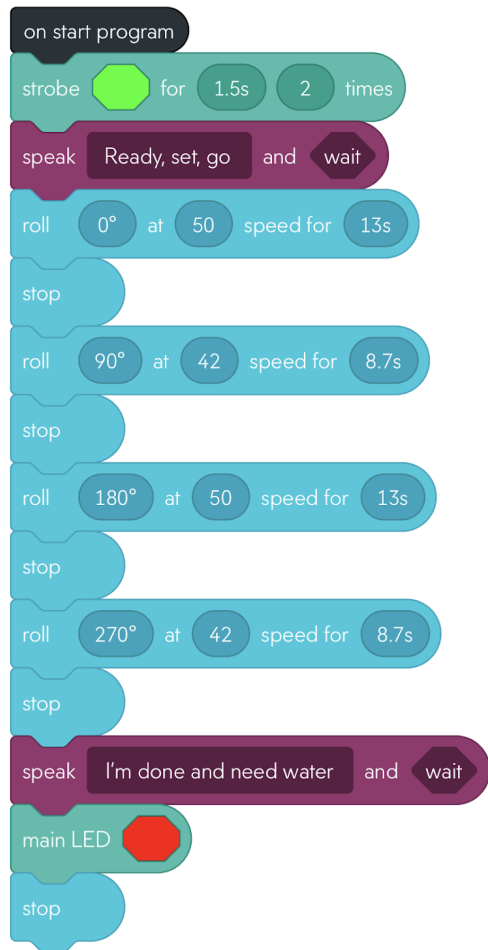 on start program
strobe for 1.5s 2 times
speak Ready, set, go and wait
roll 0° at 50 speed for 13s
stop
roll 90° at 42 speed for 8.7s
stop
roll 180° at 50 speed for 13s
stop
roll 270° at 42 speed for 8.7s
stop
speak I'm done and need water and wait
main LED
stop